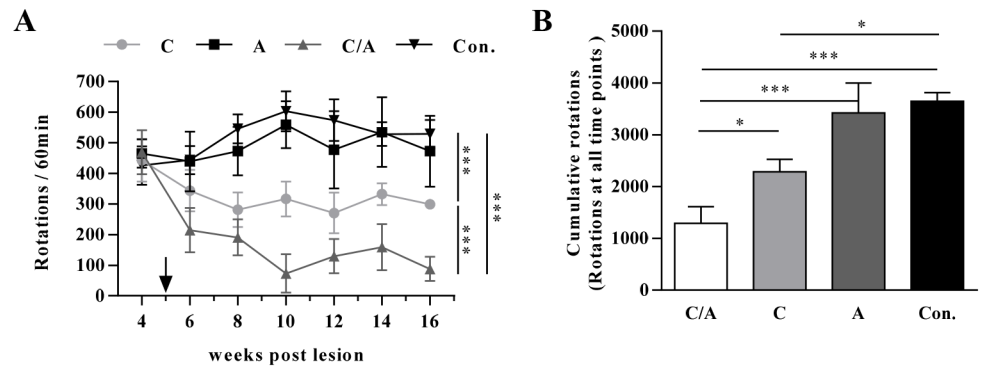 A
C A C/A Con.
Rotations / 60min
700
600
500
400
300
200
100
0
4 6 8 10 12 14 16
weeks post lesion
***
***
***
B
Cumulative rotations
(Rotations at all time points)
5000
4000
3000
2000
1000
0
*
***
***
*
C/A C A Con.